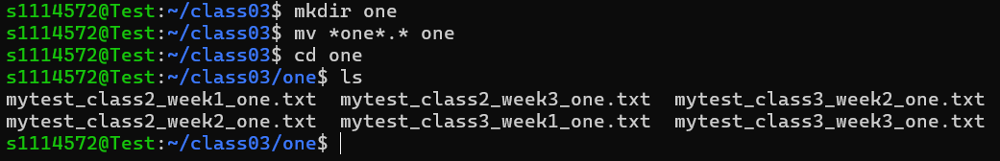 s1114572@Test:~/class03$ mkdir one
s1114572@Test:~/class03$ mv *one*.* one
s1114572@Test:~/class03$ cd one
s1114572@Test:~/class03/one$ ls
mytest_class2_week1_one.txt  mytest_class2_week3_one.txt  mytest_class3_week2_one.txt
mytest_class2_week2_one.txt  mytest_class3_week1_one.txt  mytest_class3_week3_one.txt
s1114572@Test:~/class03/one$